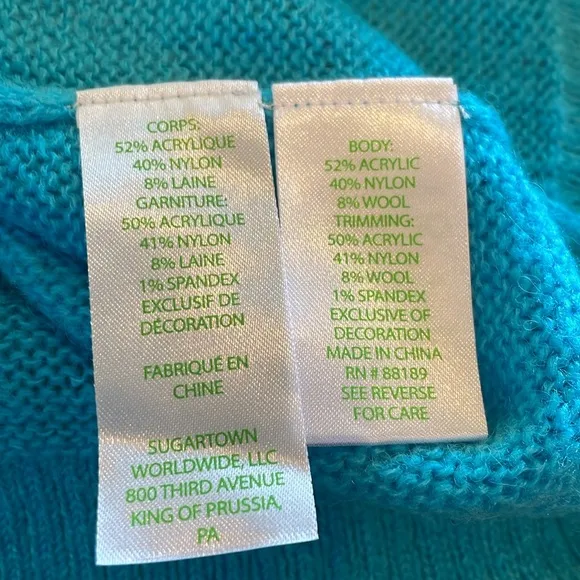 CORPS:
52% ACRYLIQUE
40% NYLON
8% LAINE
GARNITURE:
50% ACRYLIQUE
41% NYLON
8% LAINE
1% SPANDEX
EXCLUSIF DE
DÉCORATION
FABRIQUÉ EN
CHINE
SUGARTOWN
WORLDWIDE, LLC
800 THIRD AVENUE
KING OF PRUSSIA,
PA
BODY:
52% ACRYLIC
40% NYLON
8% WOOL
TRIMMING:
50% ACRYLIC
41% NYLON
8% WOOL
1% SPANDEX
EXCLUSIVE OF
DECORATION
MADE IN CHINA
RN # 88189
SEE REVERSE
FOR CARE